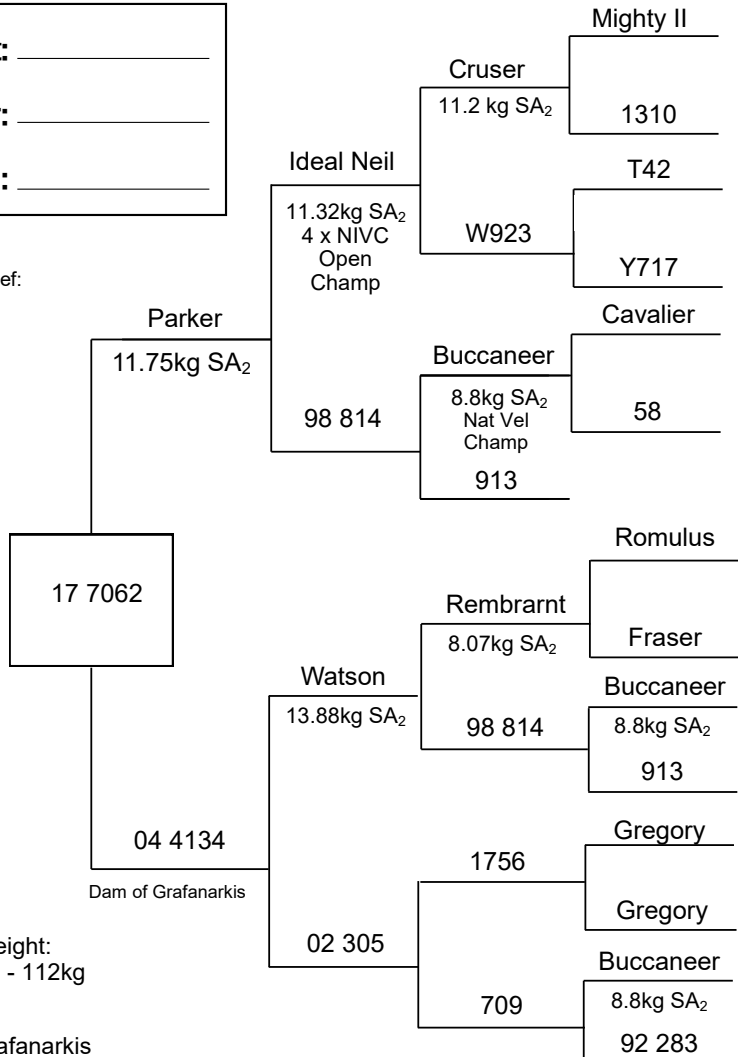 Mighty II
Cruser
11.2 kg SA₂
1310
Ideal Neil
T42
11.32kg SA₂
4 x NIVC
Open
Champ
W923
Y717
Parker
Cavalier
11.75kg SA₂
Buccaneer
98 814
8.8kg SA₂
Nat Vel
Champ
58
913
17 7062
Romulus
Rembrarnt
8.07kg SA₂
Fraser
Watson
Buccaneer
13.88kg SA₂
98 814
8.8kg SA₂
913
04 4134
Gregory
Dam of Grafanarkis
1756
Gregory
02 305
Buccaneer
- 112kg
709
8.8kg SA₂
92 283